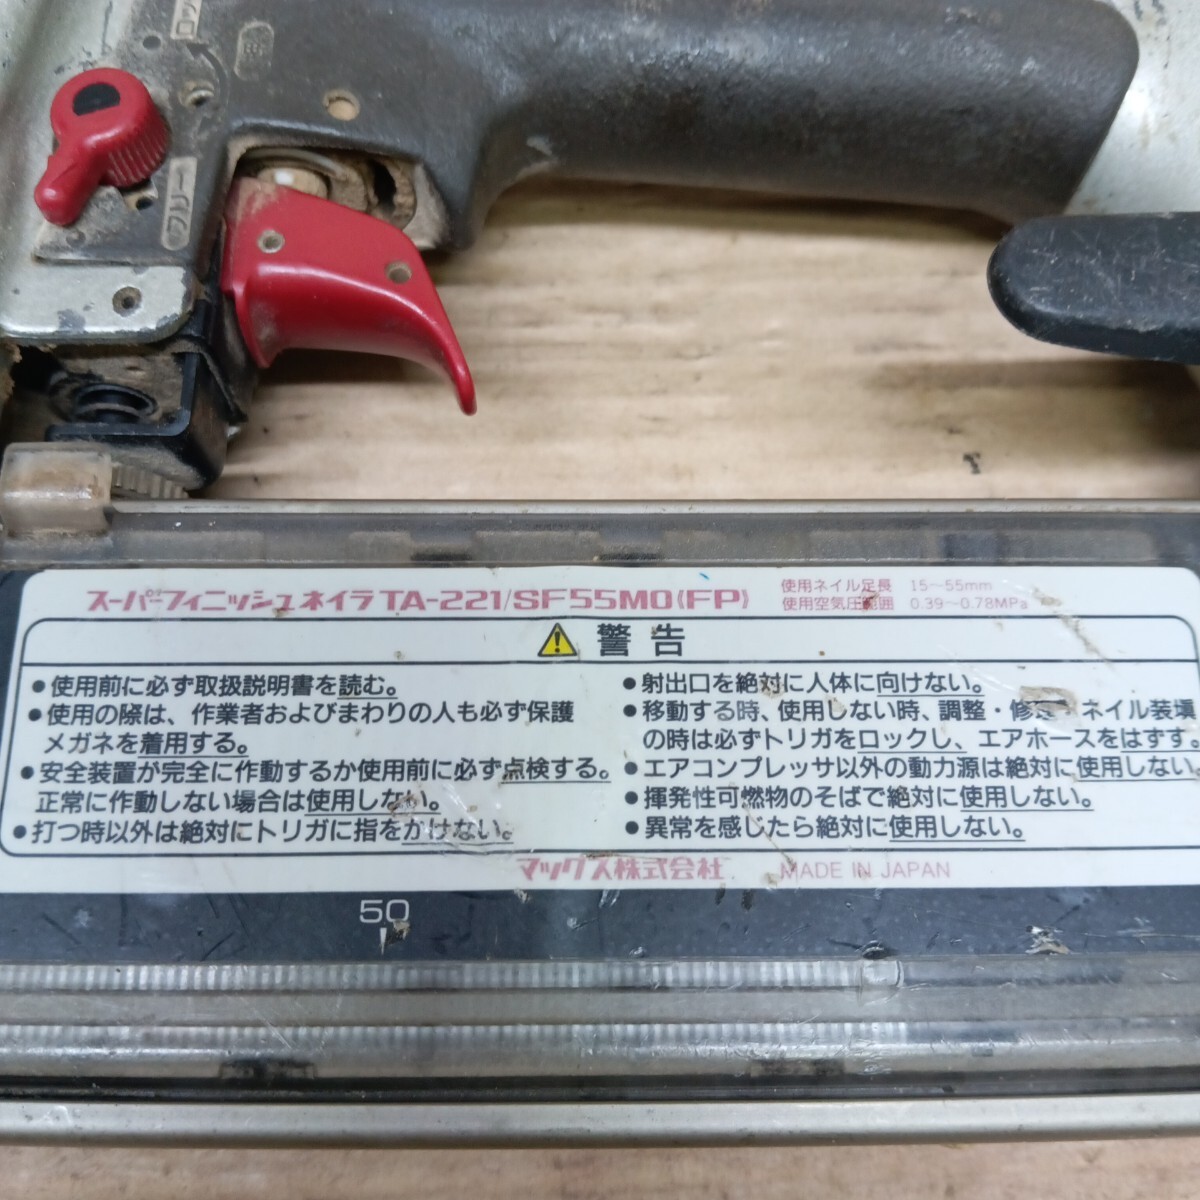 ロック
スーパーフィニッシュネイラTA-221/SF55MO(FP)
使用ネイル足長 15～55mm
使用空気圧範囲 0.39～0.78MPa
警告
●使用前に必ず取扱説明書を読む。
●使用の際は、作業者およびまわりの人も必ず保護
メガネを着用する。
●安全装置が完全に作動するか使用前に必ず点検する。
正常に作動しない場合は使用しない。
●打つ時以外は絶対にトリガに指をかけない。
●射出口を絶対に人体に向けない。
●移動する時、使用しない時、調整・修 ネイル装填
の時は必ずトリガをロックし、エアホースをはずす。
●エアコンプレッサ以外の動力源は絶対に使用しない。
●揮発性可燃物のそばで絶対に使用しない。
●異常を感じたら絶対に使用しない。
マックス株式会社 MADE IN JAPAN
50